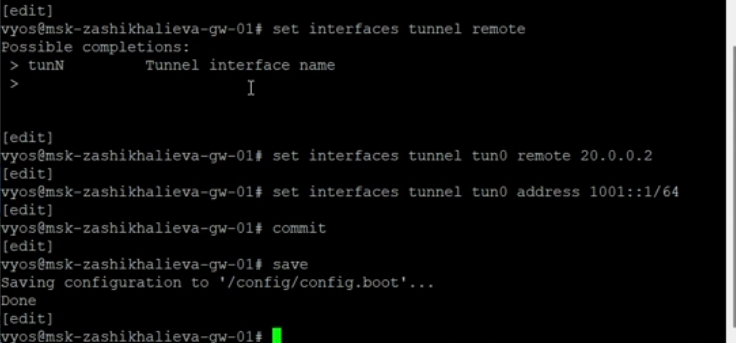 [edit]
vyos@msk-zashikhalieva-gw-01# set interfaces tunnel remote
Possible completions:
 > tunN         Tunnel interface name
 >
[edit]
vyos@msk-zashikhalieva-gw-01# set interfaces tunnel tun0 remote 20.0.0.2
[edit]
vyos@msk-zashikhalieva-gw-01# set interfaces tunnel tun0 address 1001::1/64
[edit]
vyos@msk-zashikhalieva-gw-01# commit
[edit]
vyos@msk-zashikhalieva-gw-01# save
Saving configuration to '/config/config.boot'...
Done
[edit]
vyos@msk-zashikhalieva-gw-01#